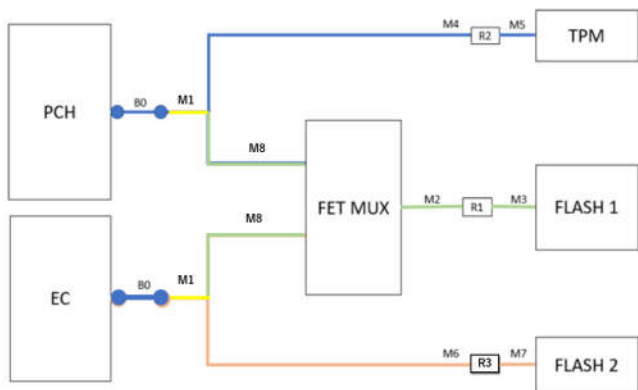 M4
R2
M5
TPM
PCH
B0
M1
M8
FET MUX
M2
R1
M3
FLASH 1
M8
EC
B0
M1
M6
R3
M7
FLASH 2